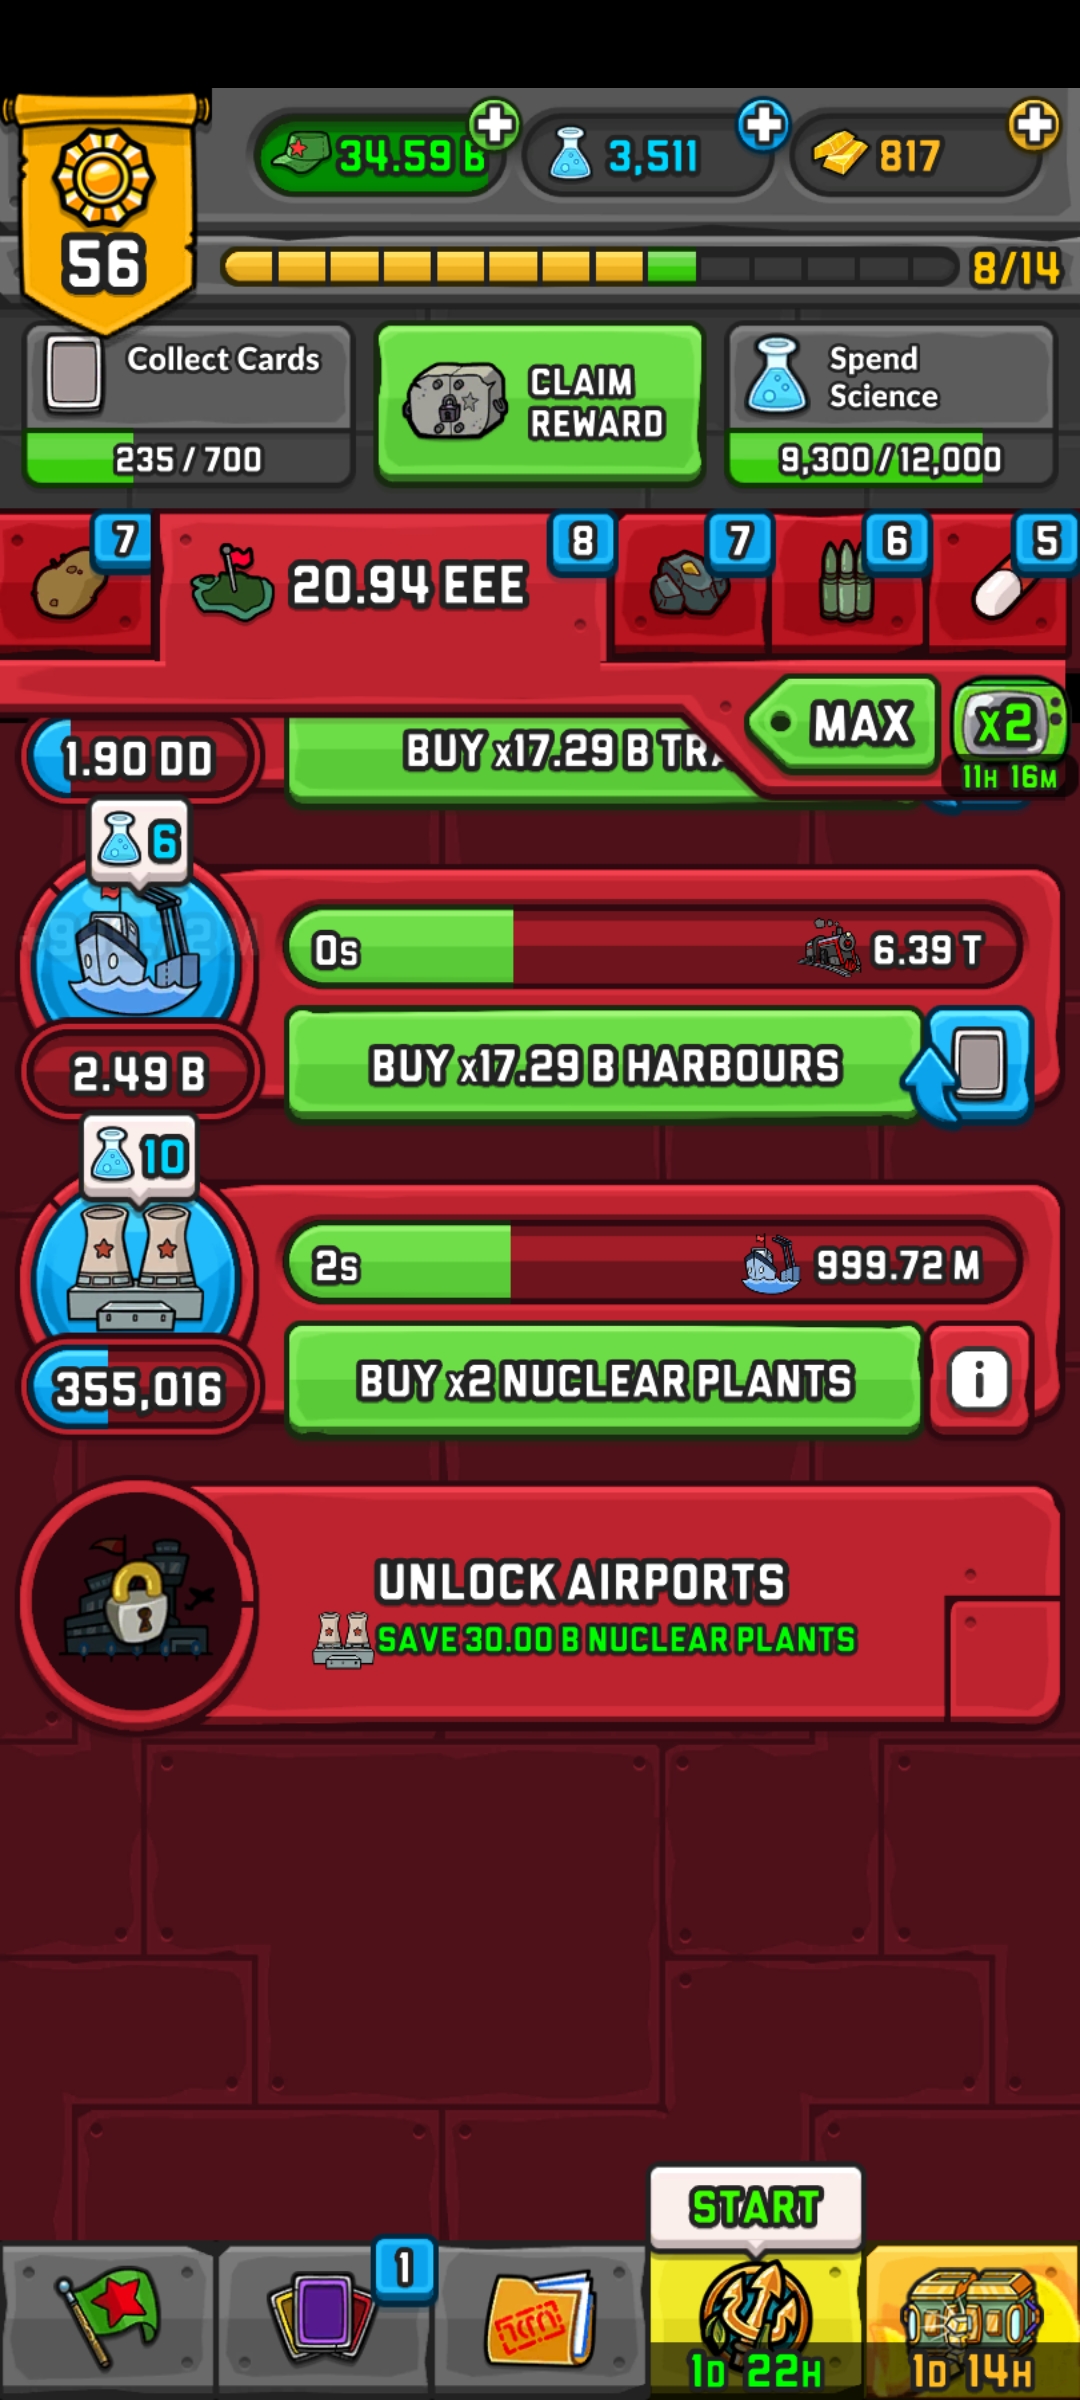 34.59 B
3,511
817
56
8/14
Collect Cards
235 / 700
CLAIM
REWARD
Spend
Science
9,300 / 12,000
7
20.94 EEE
8
7
6
5
MAX
x2
11H 16M
1.90 DD
BUY x17.29 B TRA
6
0s
6.39 T
2.49 B
BUY x17.29 B HARBOURS
10
2s
999.72 M
355,016
BUY x2 NUCLEAR PLANTS
i
UNLOCK AIRPORTS
SAVE 30.00 B NUCLEAR PLANTS
START
1
1D 22H
1D 14H